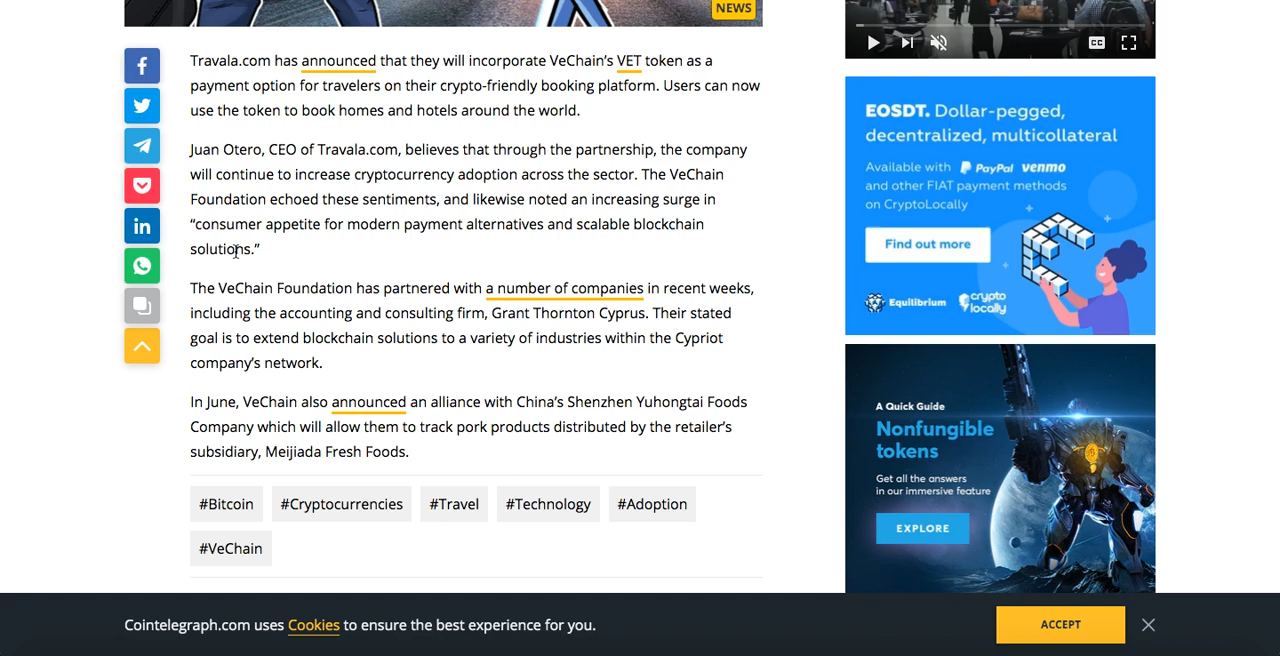 NEWS
Travala.com has announced that they will incorporate VeChain’s VET token as a
payment option for travelers on their crypto-friendly booking platform. Users can now
use the token to book homes and hotels around the world.
Juan Otero, CEO of Travala.com, believes that through the partnership, the company
will continue to increase cryptocurrency adoption across the sector. The VeChain
Foundation echoed these sentiments, and likewise noted an increasing surge in
“consumer appetite for modern payment alternatives and scalable blockchain
solutions.”
The VeChain Foundation has partnered with a number of companies in recent weeks,
including the accounting and consulting firm, Grant Thornton Cyprus. Their stated
goal is to extend blockchain solutions to a variety of industries within the Cypriot
company’s network.
In June, VeChain also announced an alliance with China’s Shenzhen Yuhongtai Foods
Company which will allow them to track pork products distributed by the retailer’s
subsidiary, Meijiada Fresh Foods.
#Bitcoin #Cryptocurrencies #Travel #Technology #Adoption
#VeChain
CC
EOSDT. Dollar-pegged,
decentralized, multicollateral
Available with PayPal venmo
and other FIAT payment methods
on CryptoLocally
Find out more
Equilibrium crypto locally
A Quick Guide
Nonfungible
tokens
Get all the answers
in our immersive feature
EXPLORE
Cointelegraph.com uses Cookies to ensure the best experience for you.
ACCEPT